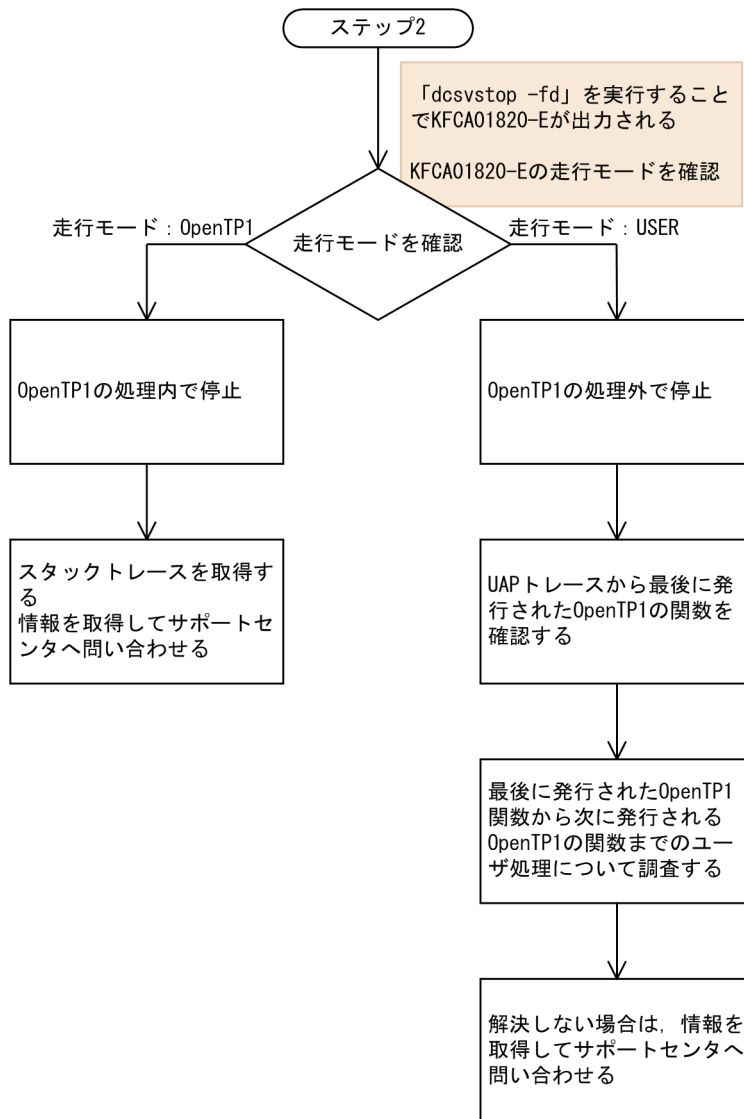 ステップ2
「dcsvstop -fd」を実行すること
でKFCA01820-Eが出力される
KFCA01820-Eの走行モードを確認
走行モードを確認
走行モード：OpenTP1
走行モード：USER
OpenTP1の処理内で停止
OpenTP1の処理外で停止
スタックトレースを取得す
る
情報を取得してサポートセ
ンタへ問い合わせる
UAPトレースから最後に発
行されたOpenTP1の関数を
確認する
最後に発行されたOpenTP1
関数から次に発行される
OpenTP1の関数までのユー
ザ処理について調査する
解決しない場合は，情報を
取得してサポートセンタへ
問い合わせる